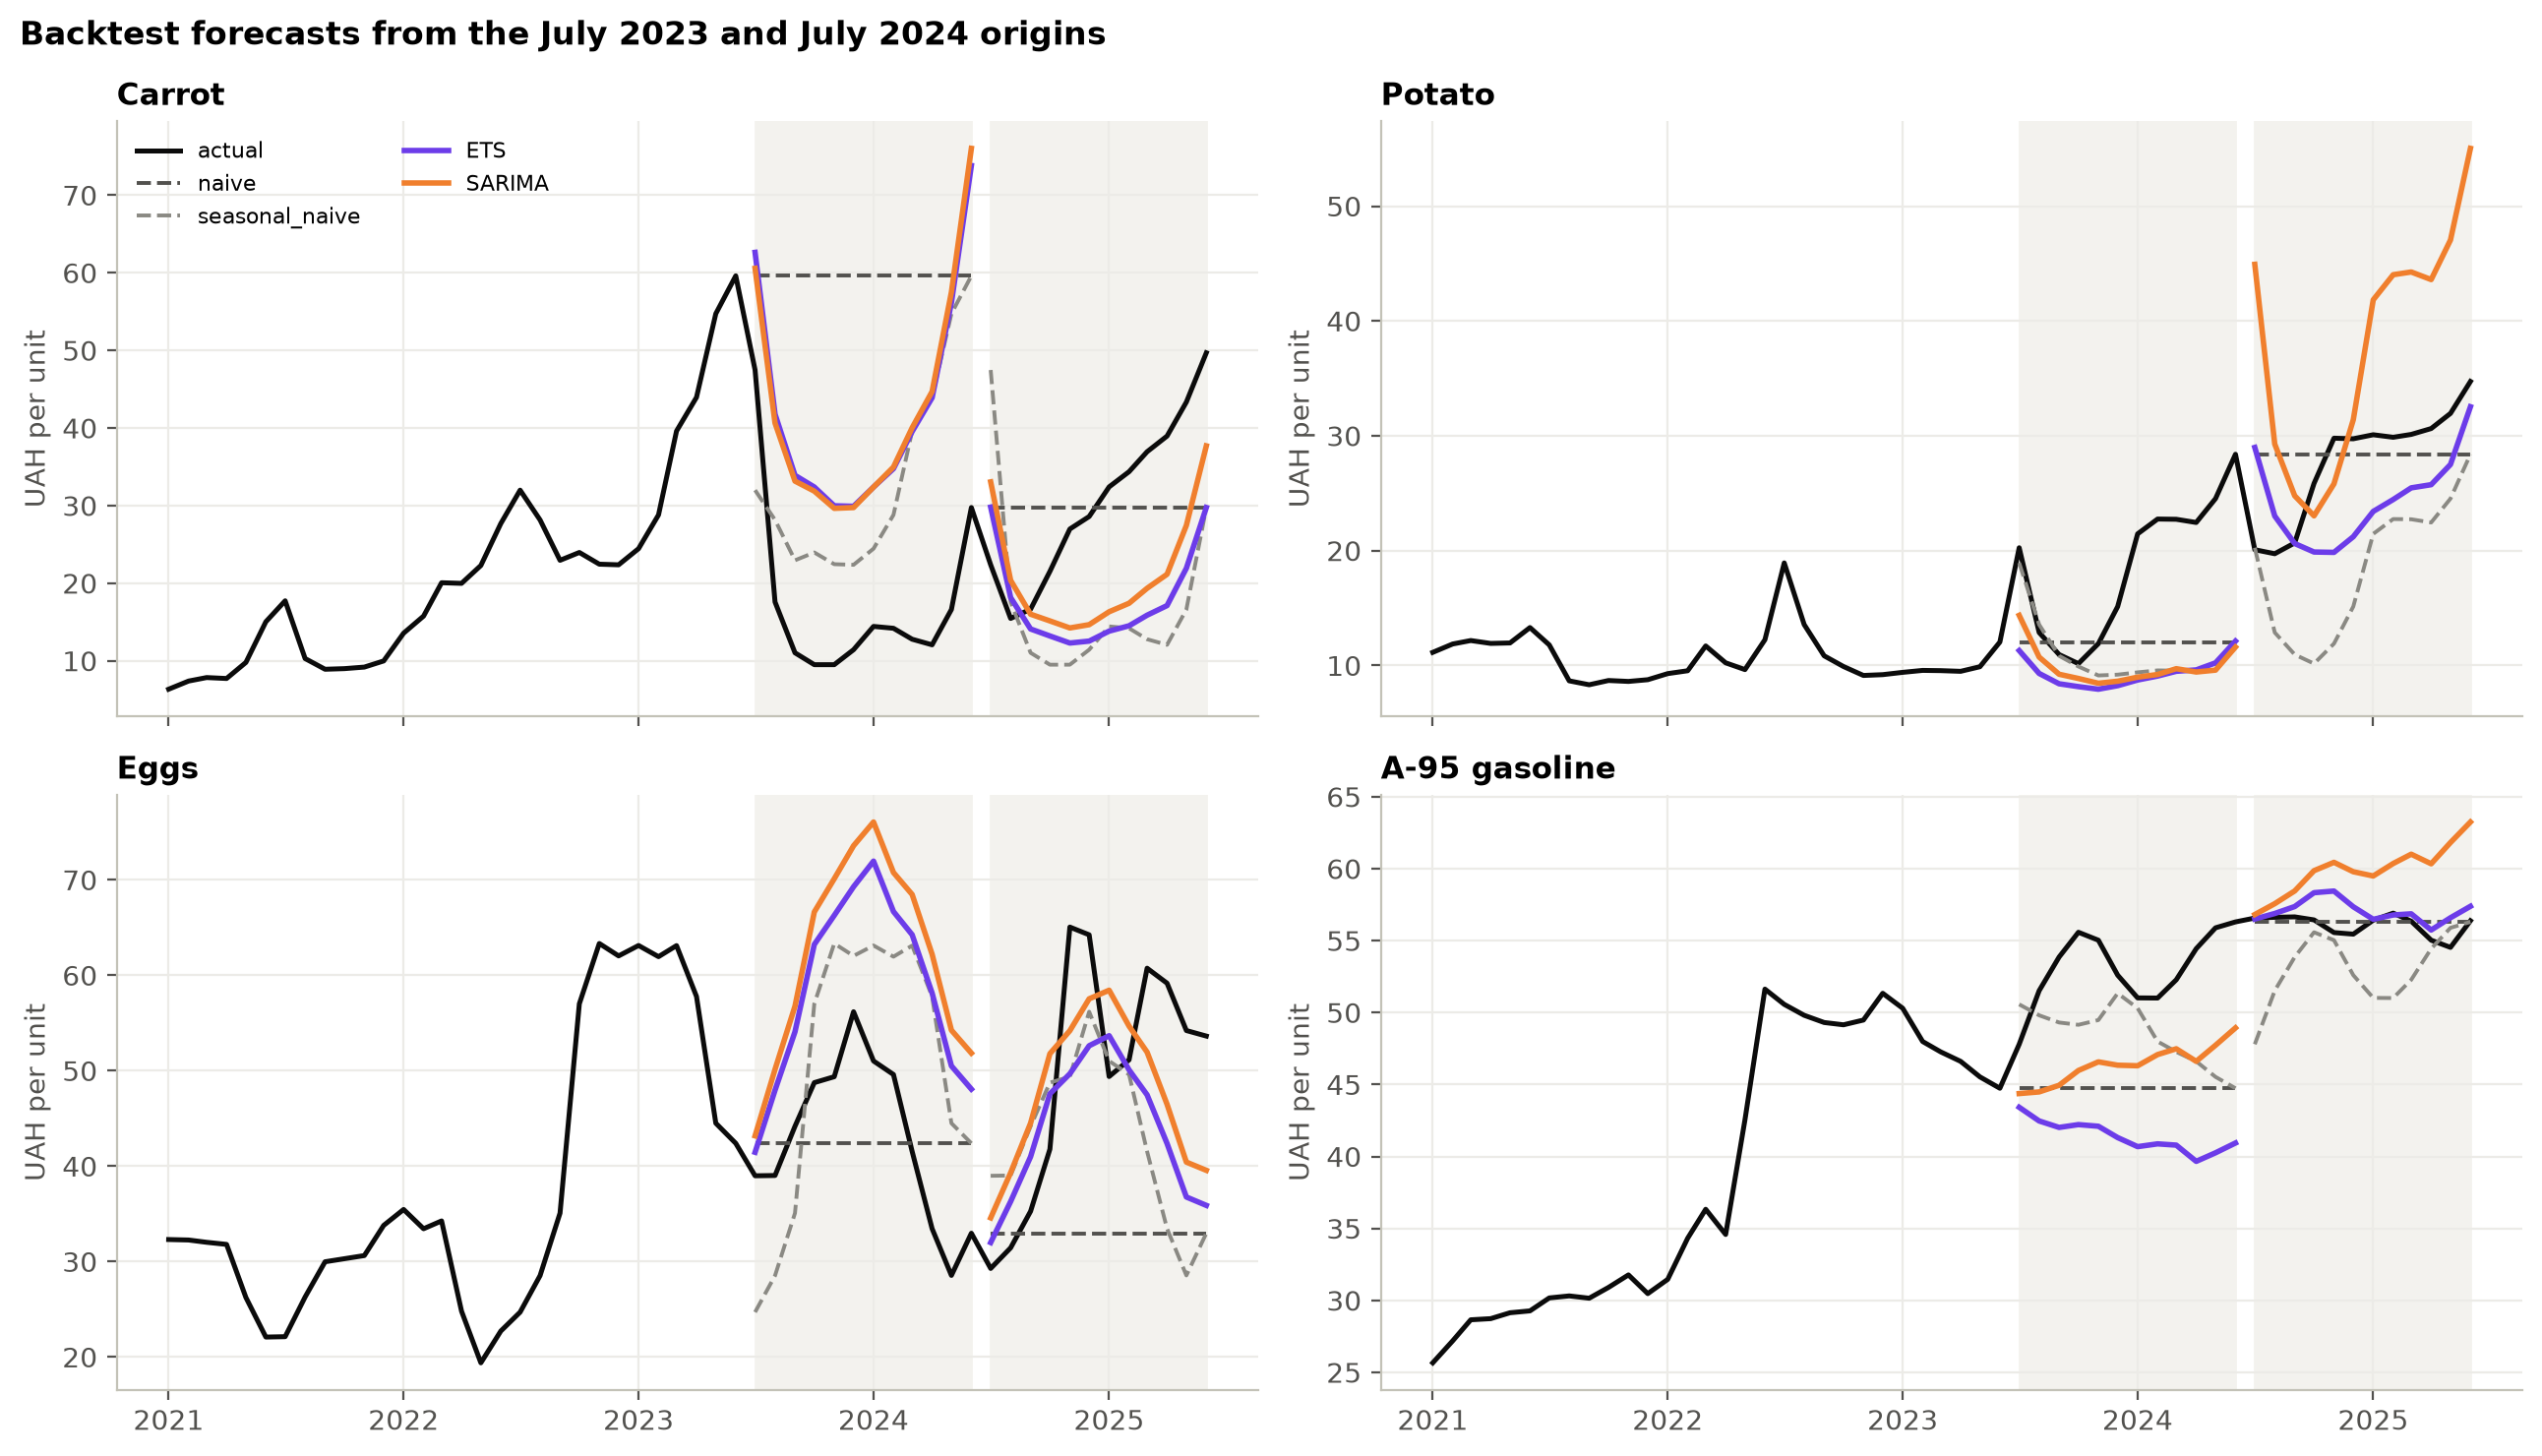 Backtest forecasts from the July 2023 and July 2024 origins
Carrot
actual
naive
seasonal_naive
ETS
SARIMA
UAH per unit
70
60
50
40
30
20
10
Potato
UAH per unit
50
40
30
20
10
Eggs
UAH per unit
70
60
50
40
30
20
2021 2022 2023 2024 2025
A-95 gasoline
UAH per unit
65
60
55
50
45
40
35
30
25
2021 2022 2023 2024 2025